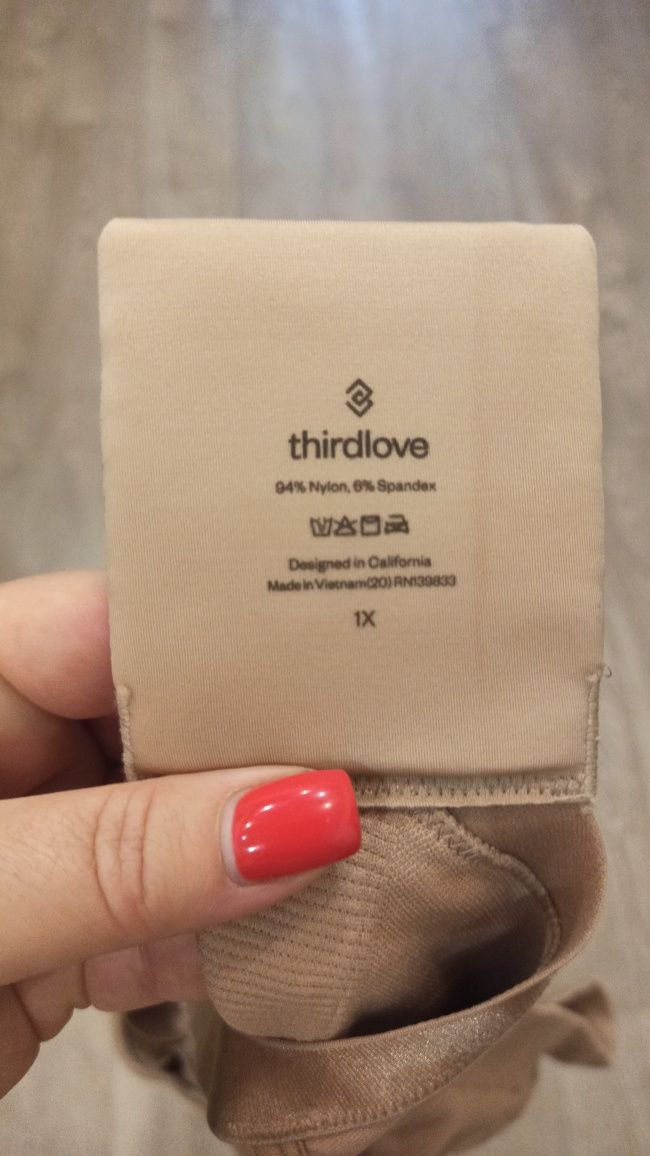 thirdlove
94% Nylon, 6% Spandex
Designed in California
Made in Vietnam(20) RN139833
1X